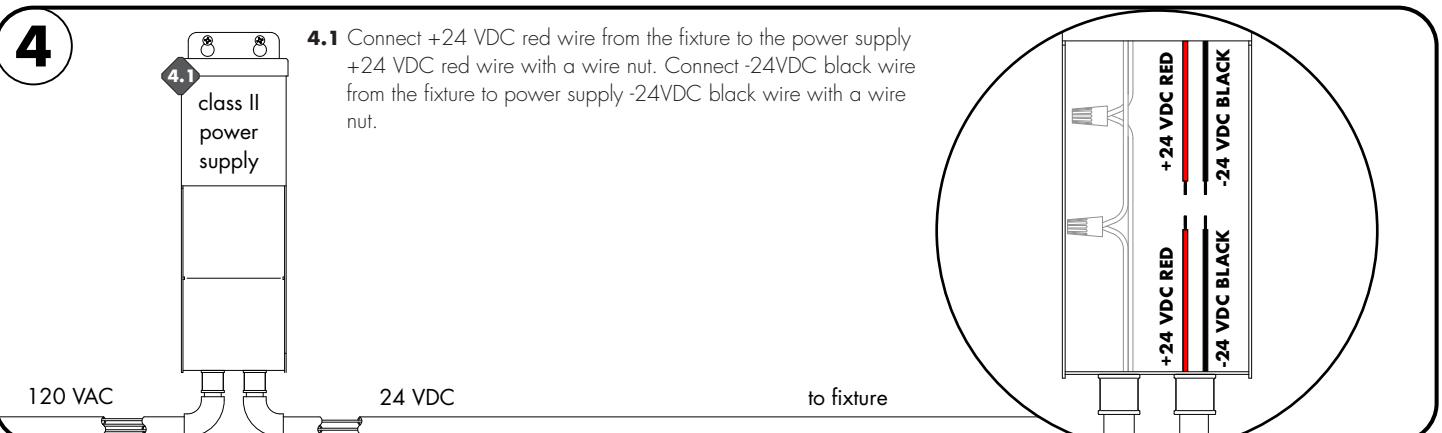 4
4.1 Connect +24 VDC red wire from the fixture to the power supply
+24 VDC red wire with a wire nut. Connect -24VDC black wire
from the fixture to power supply -24VDC black wire with a wire
nut.
4.1
class II
power
supply
120 VAC
24 VDC
to fixture
+24 VDC RED
-24 VDC BLACK
+24 VDC RED
-24 VDC BLACK